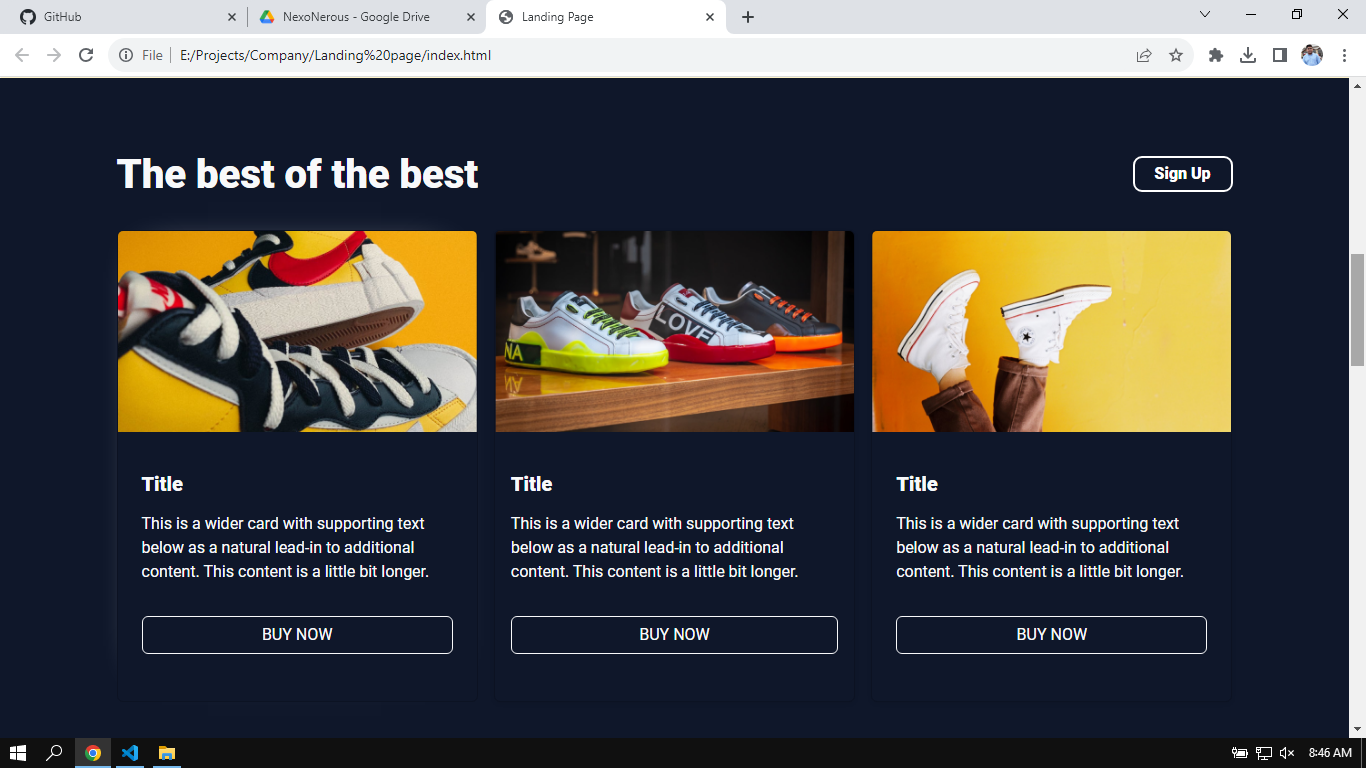 GitHub
NexoNerous - Google Drive
Landing Page
File
E:/Projects/Company/Landing%20page/index.html
The best of the best
Sign Up
NA
LOVE
Title
This is a wider card with supporting text
below as a natural lead-in to additional
content. This content is a little bit longer.
BUY NOW
Title
This is a wider card with supporting text
below as a natural lead-in to additional
content. This content is a little bit longer.
BUY NOW
Title
This is a wider card with supporting text
below as a natural lead-in to additional
content. This content is a little bit longer.
BUY NOW
8:46 AM